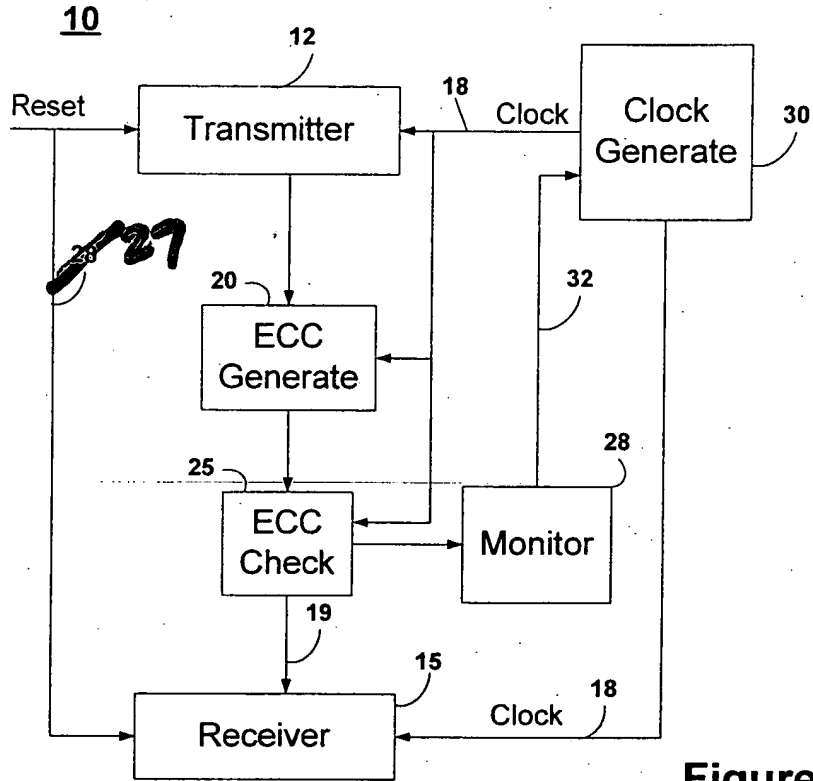 10
12
Reset
Transmitter
18
Clock
Clock
Generate
30
27
20
ECC
Generate
32
25
ECC
Check
28
Monitor
19
15
Receiver
Clock
18
Figure